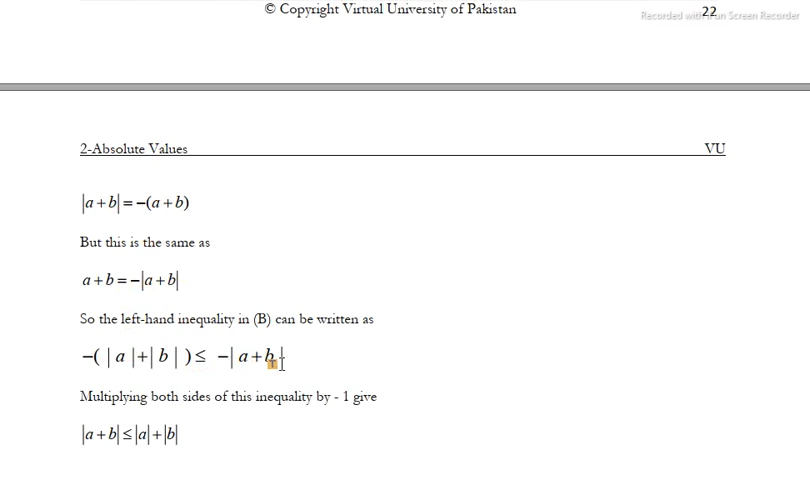 © Copyright Virtual University of Pakistan
22
2-Absolute Values VU
|a+b|=−(a+b)
But this is the same as
a+b=−|a+b|
So the left-hand inequality in (B) can be written as
−( | a |+| b | )≤ −| a+b |
Multiplying both sides of this inequality by - 1 give
|a+b|≤|a|+|b|